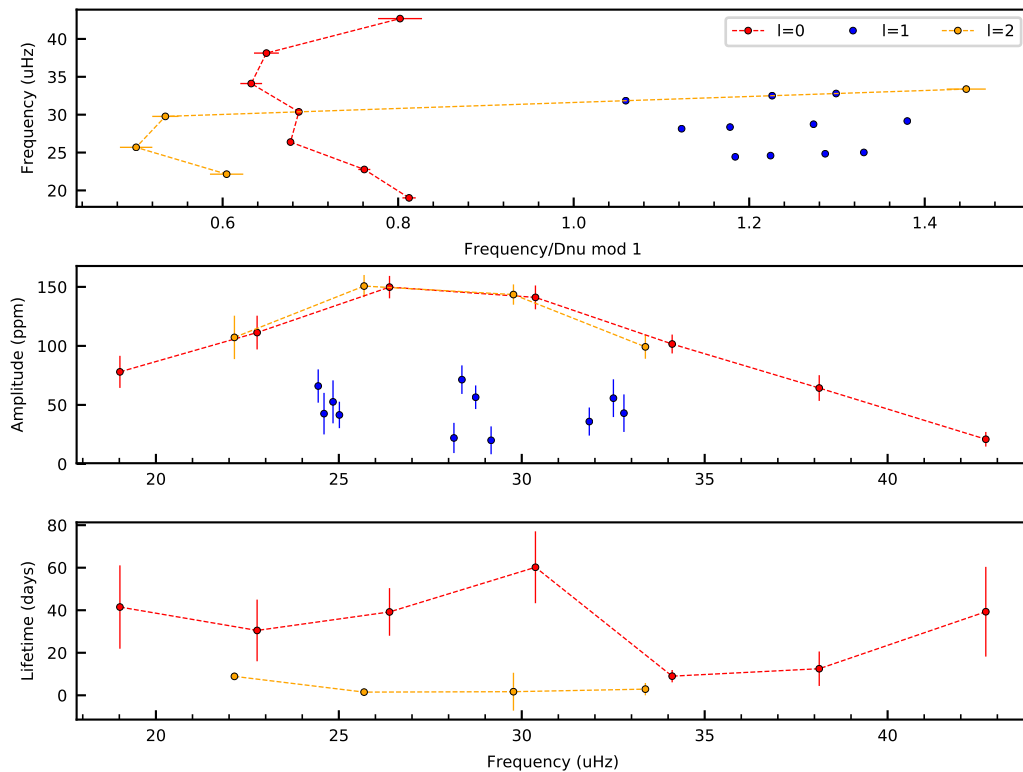 Frequency (uHz)
40
35
30
25
20
l=0 l=1 l=2
0.6 0.8 1.0 1.2 1.4
Frequency/Dnu mod 1
Amplitude (ppm)
150
100
50
0
20 25 30 35 40
Lifetime (days)
80
60
40
20
0
20 25 30 35 40
Frequency (uHz)